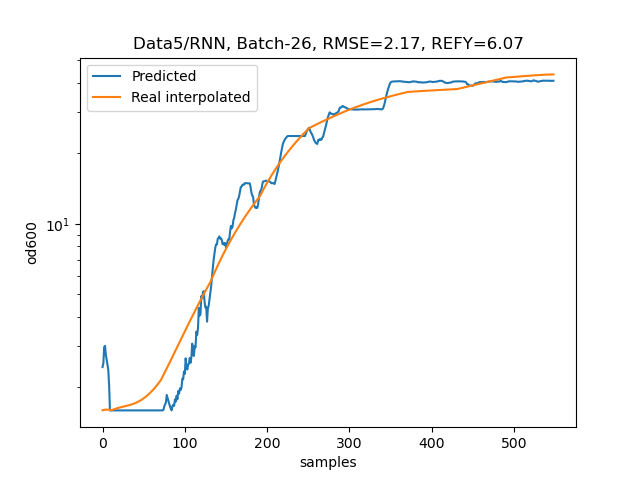 Data5/RNN, Batch-26, RMSE=2.17, REFY=6.07
Predicted
Real interpolated
od600
10¹
0 100 200 300 400 500
samples